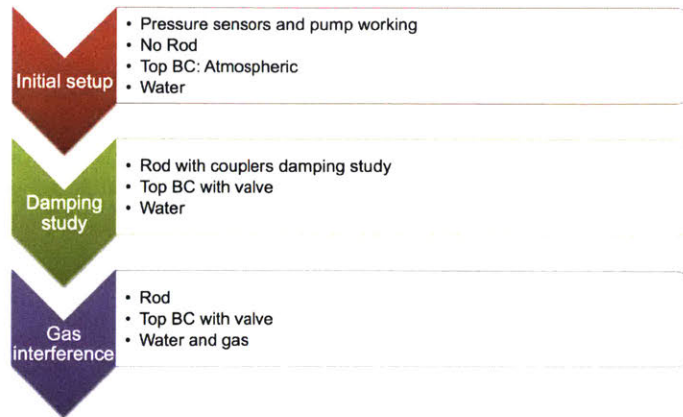 Initial setup
• Pressure sensors and pump working
• No Rod
• Top BC: Atmospheric
• Water
Damping
study
• Rod with couplers damping study
• Top BC with valve
• Water
Gas
interference
• Rod
• Top BC with valve
• Water and gas